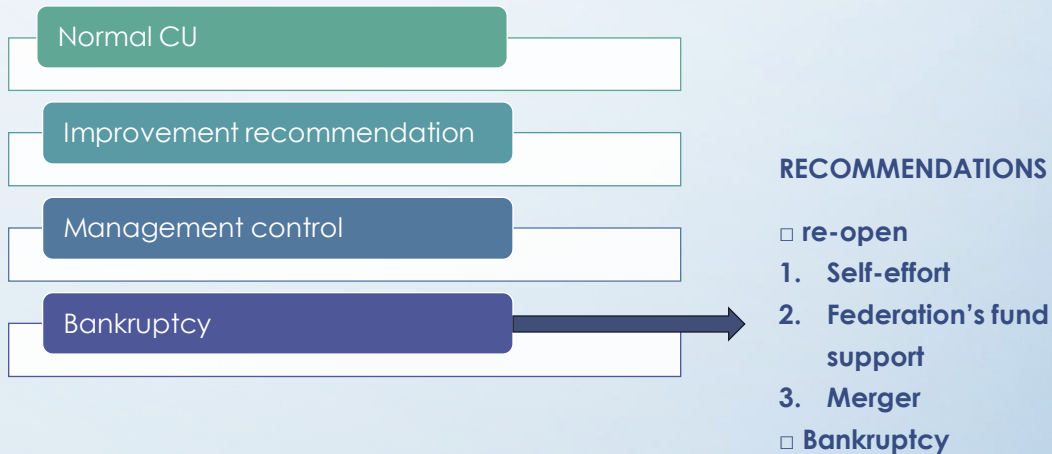 Normal CU
Improvement recommendation
Management control
Bankruptcy
RECOMMENDATIONS
□ re-open
1. Self-effort
2. Federation’s fund
support
3. Merger
□ Bankruptcy